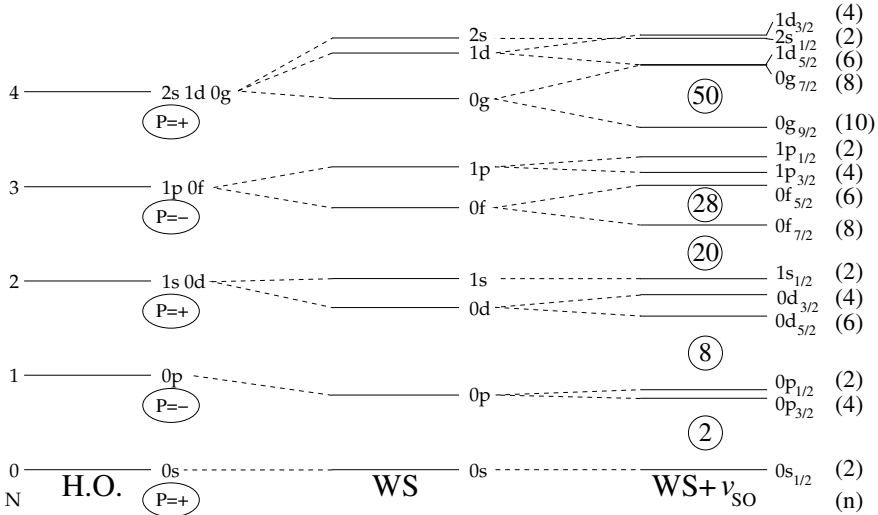 1d3/2 (4)
2s 2s1/2 (2)
1d 1d5/2 (6)
4 2s 1d 0g 0g 50 0g7/2 (8)
P=+
0g9/2 (10)
1p1/2 (2)
1p 1p3/2 (4)
3 1p 0f 0f5/2 (6)
P=− 0f 28
0f7/2 (8)
20
2 1s 0d 1s 1s1/2 (2)
P=+ 0d 0d3/2 (4)
0d5/2 (6)
8
1 0p 0p1/2 (2)
P=− 0p 0p3/2 (4)
2
0 0s 0s 0s1/2 (2)
N H.O. WS WS+ vSO (n)
P=+